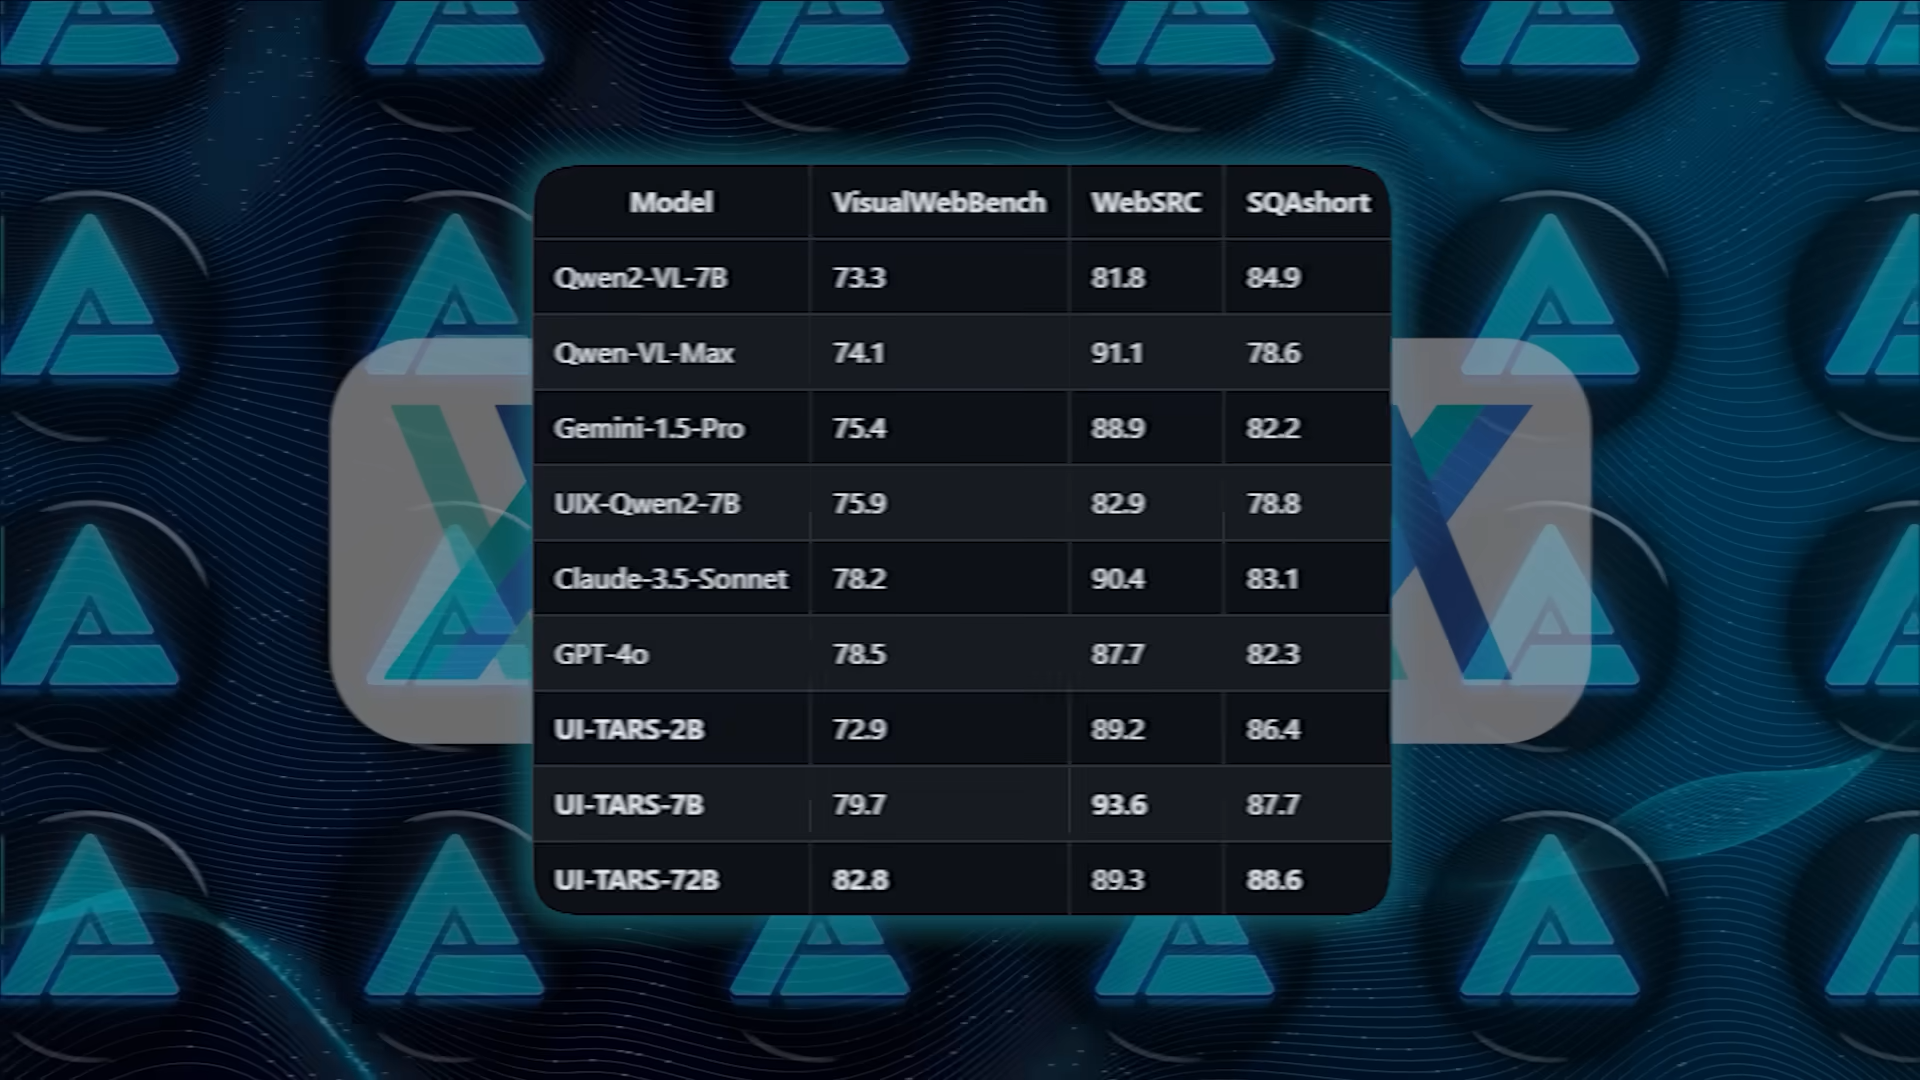 Model VisualWebBench WebSRC SQAshort
Qwen2-VL-7B 73.3 81.8 84.9
Qwen-VL-Max 74.1 91.1 78.6
Gemini-1.5-Pro 75.4 88.9 82.2
UIX-Qwen2-7B 75.9 82.9 78.8
Claude-3.5-Sonnet 78.2 90.4 83.1
GPT-4o 78.5 87.7 82.3
UI-TARS-2B 72.9 89.2 86.4
UI-TARS-7B 79.7 93.6 87.7
UI-TARS-72B 82.8 89.3 88.6